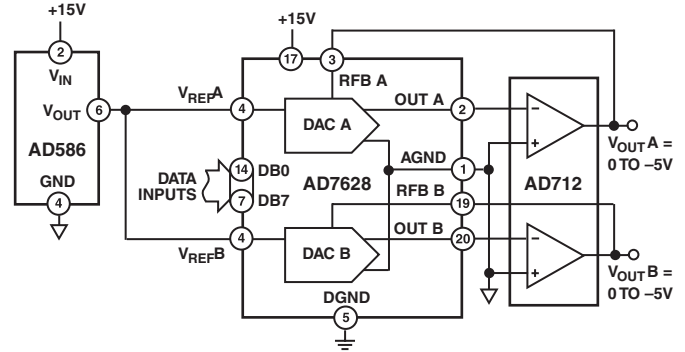 +15V
+15V
2
17
3
VIN
RFB A
VOUT
6
VREFA
4
OUT A
2
DAC A
VOUTA =
0 TO –5V
AD586
GND
4
DATA
INPUTS
14
DB0
7
DB7
AD7628
AGND
1
RFB B
19
AD712
VREFB
4
DAC B
OUT B
20
VOUTB =
0 TO –5V
DGND
5
–
+
–
+